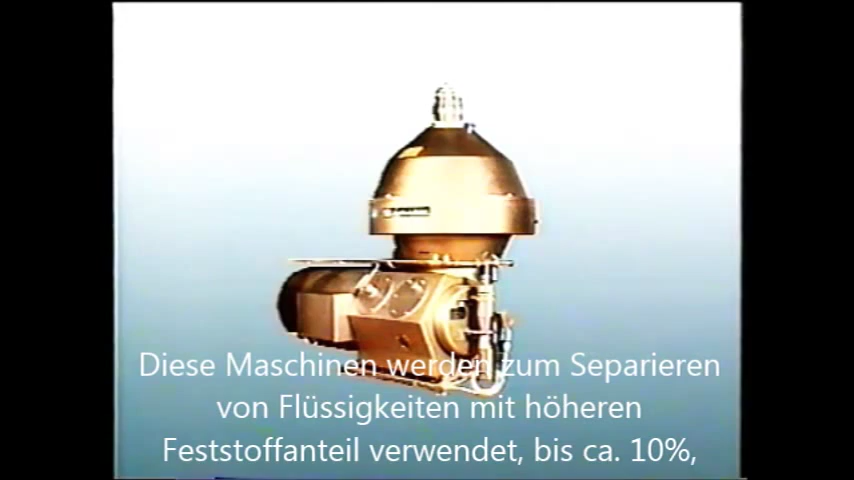 Diese Maschinen werden zum Separieren
von Flüssigkeiten mit höheren
Feststoffanteil verwendet, bis ca. 10%,